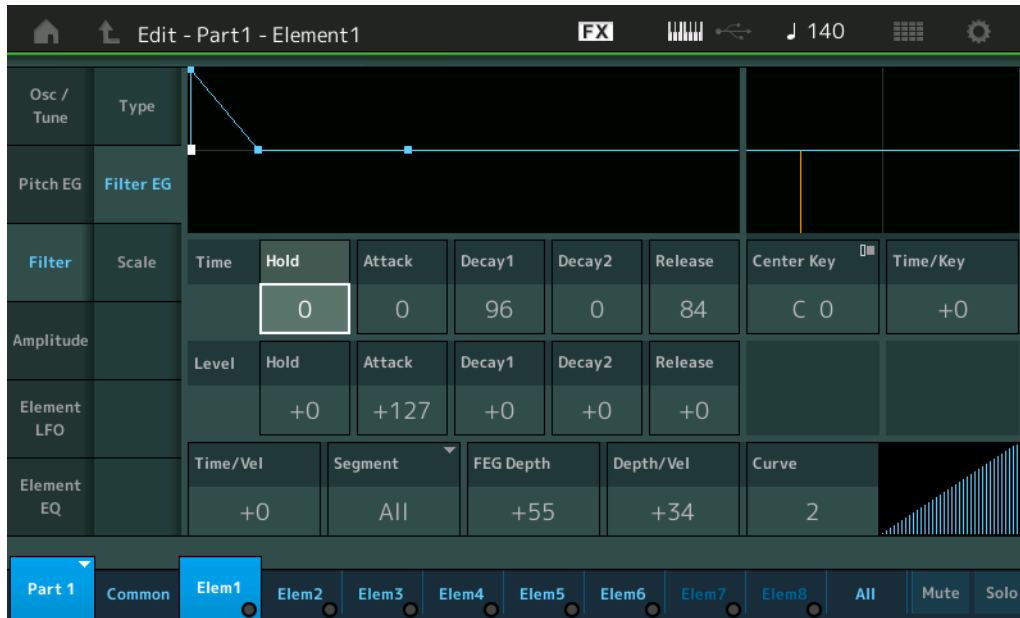 Edit - Part1 - Element1
FX
♩ 140
Osc /
Tune
Type
Pitch EG
Filter EG
Filter
Scale
Amplitude
Element
LFO
Element
EQ
Time
Hold
Attack
Decay1
Decay2
Release
Center Key
Time/Key
0
0
96
0
84
C 0
+0
Level
Hold
Attack
Decay1
Decay2
Release
+0
+127
+0
+0
+0
Time/Vel
Segment
FEG Depth
Depth/Vel
Curve
+0
All
+55
+34
2
Part 1
Common
Elem1
Elem2
Elem3
Elem4
Elem5
Elem6
Elem7
Elem8
All
Mute
Solo